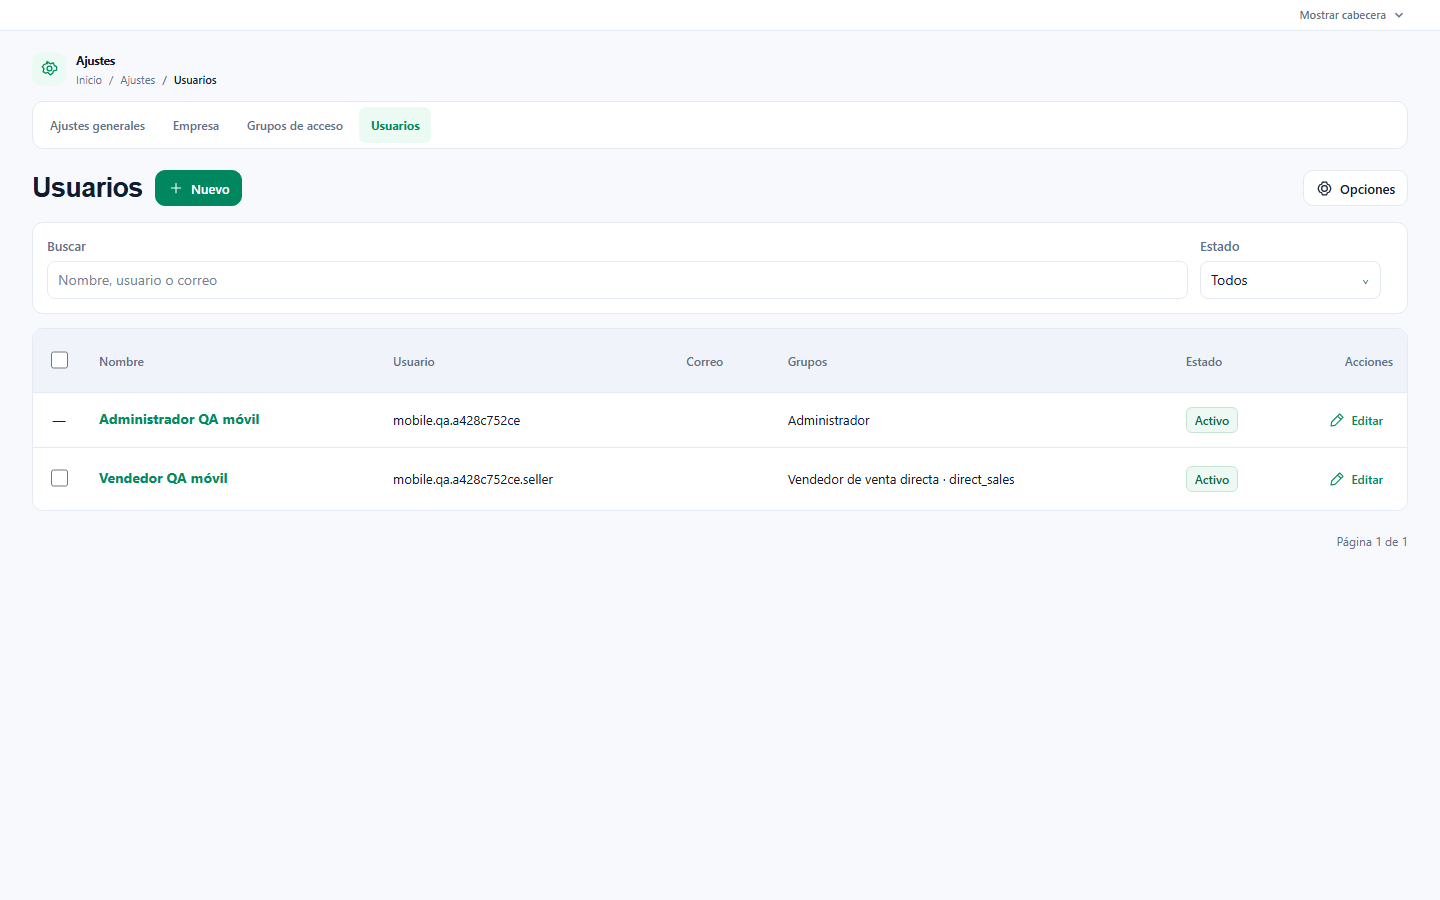 Mostrar cabecera
Ajustes
Inicio / Ajustes / Usuarios
Ajustes generales Empresa Grupos de acceso Usuarios
Usuarios + Nuevo Opciones
Buscar Estado
Nombre, usuario o correo Todos
Nombre Usuario Correo Grupos Estado Acciones
— Administrador QA móvil mobile.qa.a428c752ce Administrador Activo Editar
Vendedor QA móvil mobile.qa.a428c752ce.seller Vendedor de venta directa · direct_sales Activo Editar
Página 1 de 1